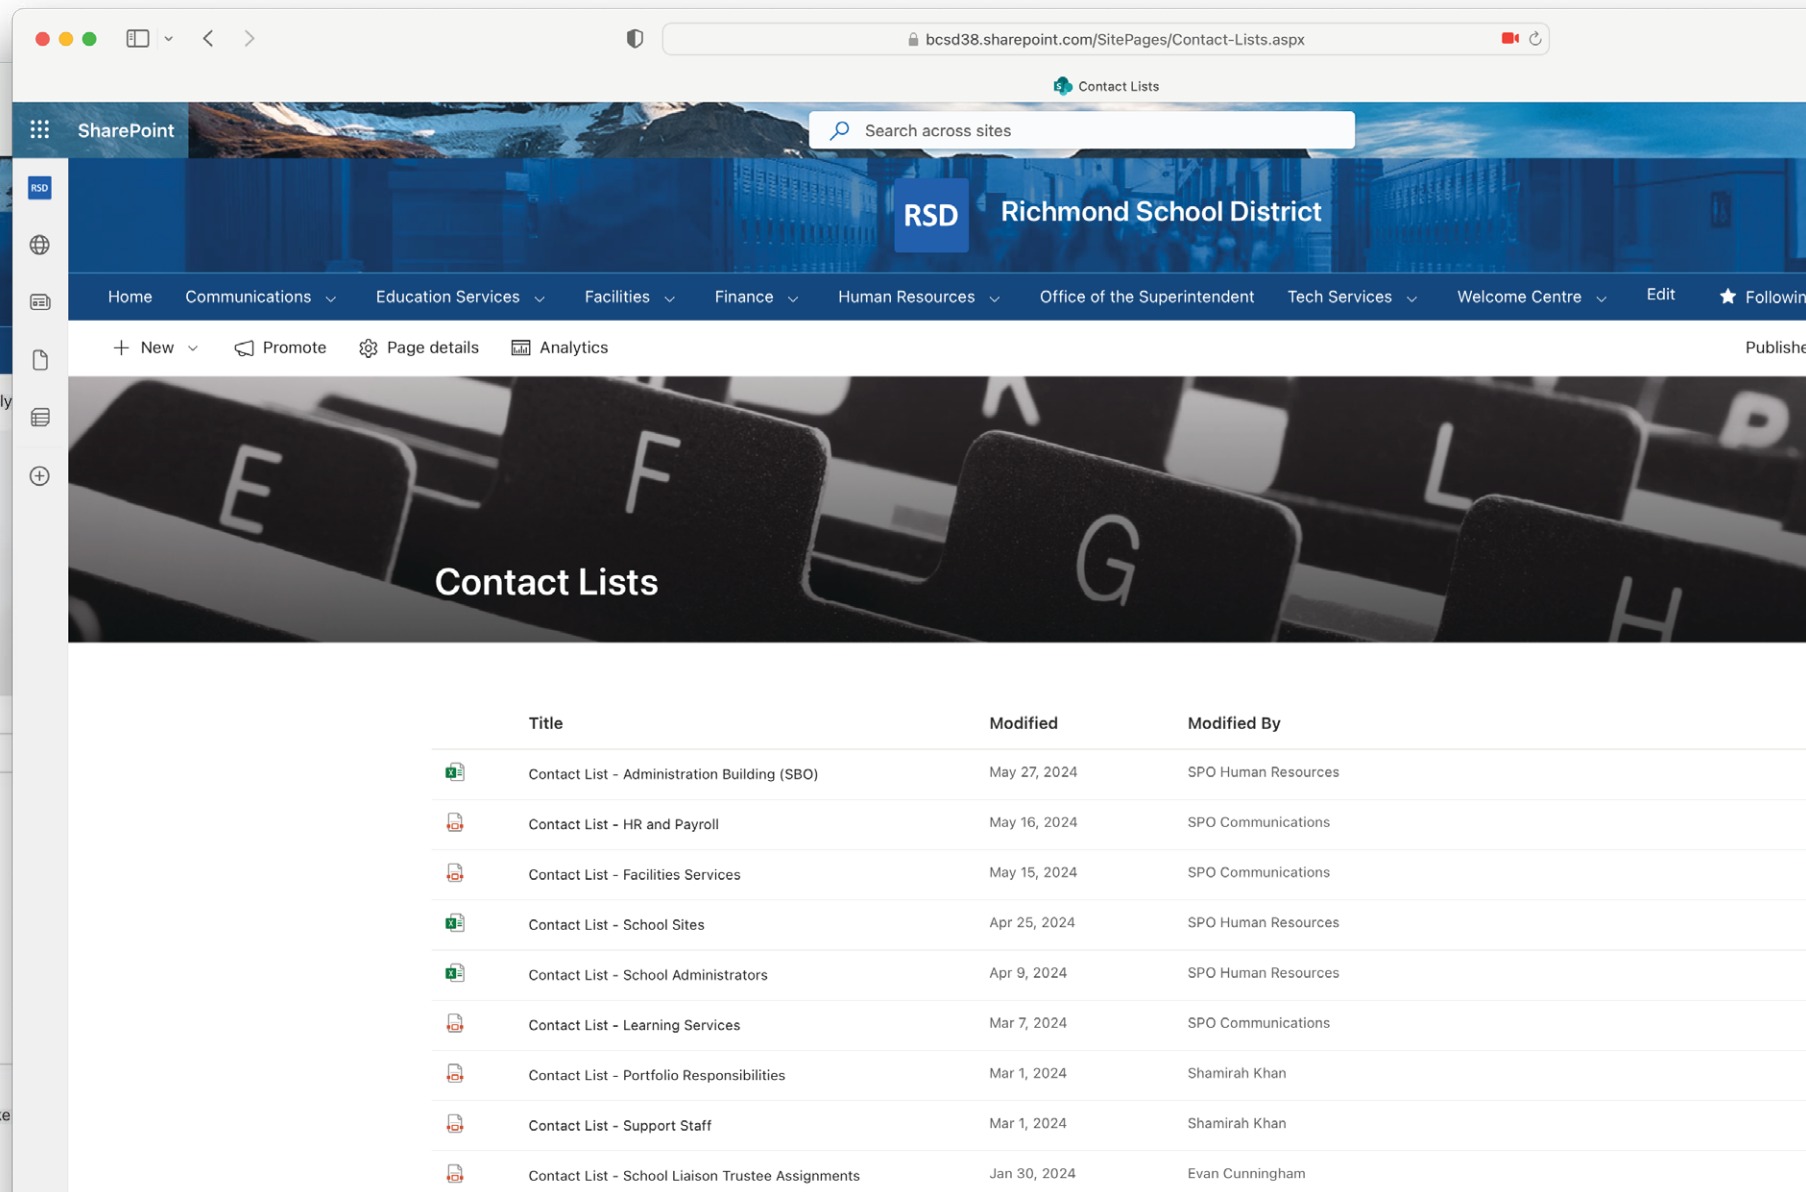 bcsd38.sharepoint.com/SitePages/Contact-Lists.aspx
Contact Lists
SharePoint
Search across sites
RSD
RSD
Richmond School District
Home Communications Education Services Facilities Finance Human Resources Office of the Superintendent Tech Services Welcome Centre Edit Followin
New Promote Page details Analytics Publishe
ly
K
P
E F L
G
H
Contact Lists
Title Modified Modified By
Contact List - Administration Building (SBO) May 27, 2024 SPO Human Resources
Contact List - HR and Payroll May 16, 2024 SPO Communications
Contact List - Facilities Services May 15, 2024 SPO Communications
Contact List - School Sites Apr 25, 2024 SPO Human Resources
Contact List - School Administrators Apr 9, 2024 SPO Human Resources
Contact List - Learning Services Mar 7, 2024 SPO Communications
Contact List - Portfolio Responsibilities Mar 1, 2024 Shamirah Khan
Contact List - Support Staff Mar 1, 2024 Shamirah Khan
Contact List - School Liaison Trustee Assignments Jan 30, 2024 Evan Cunningham